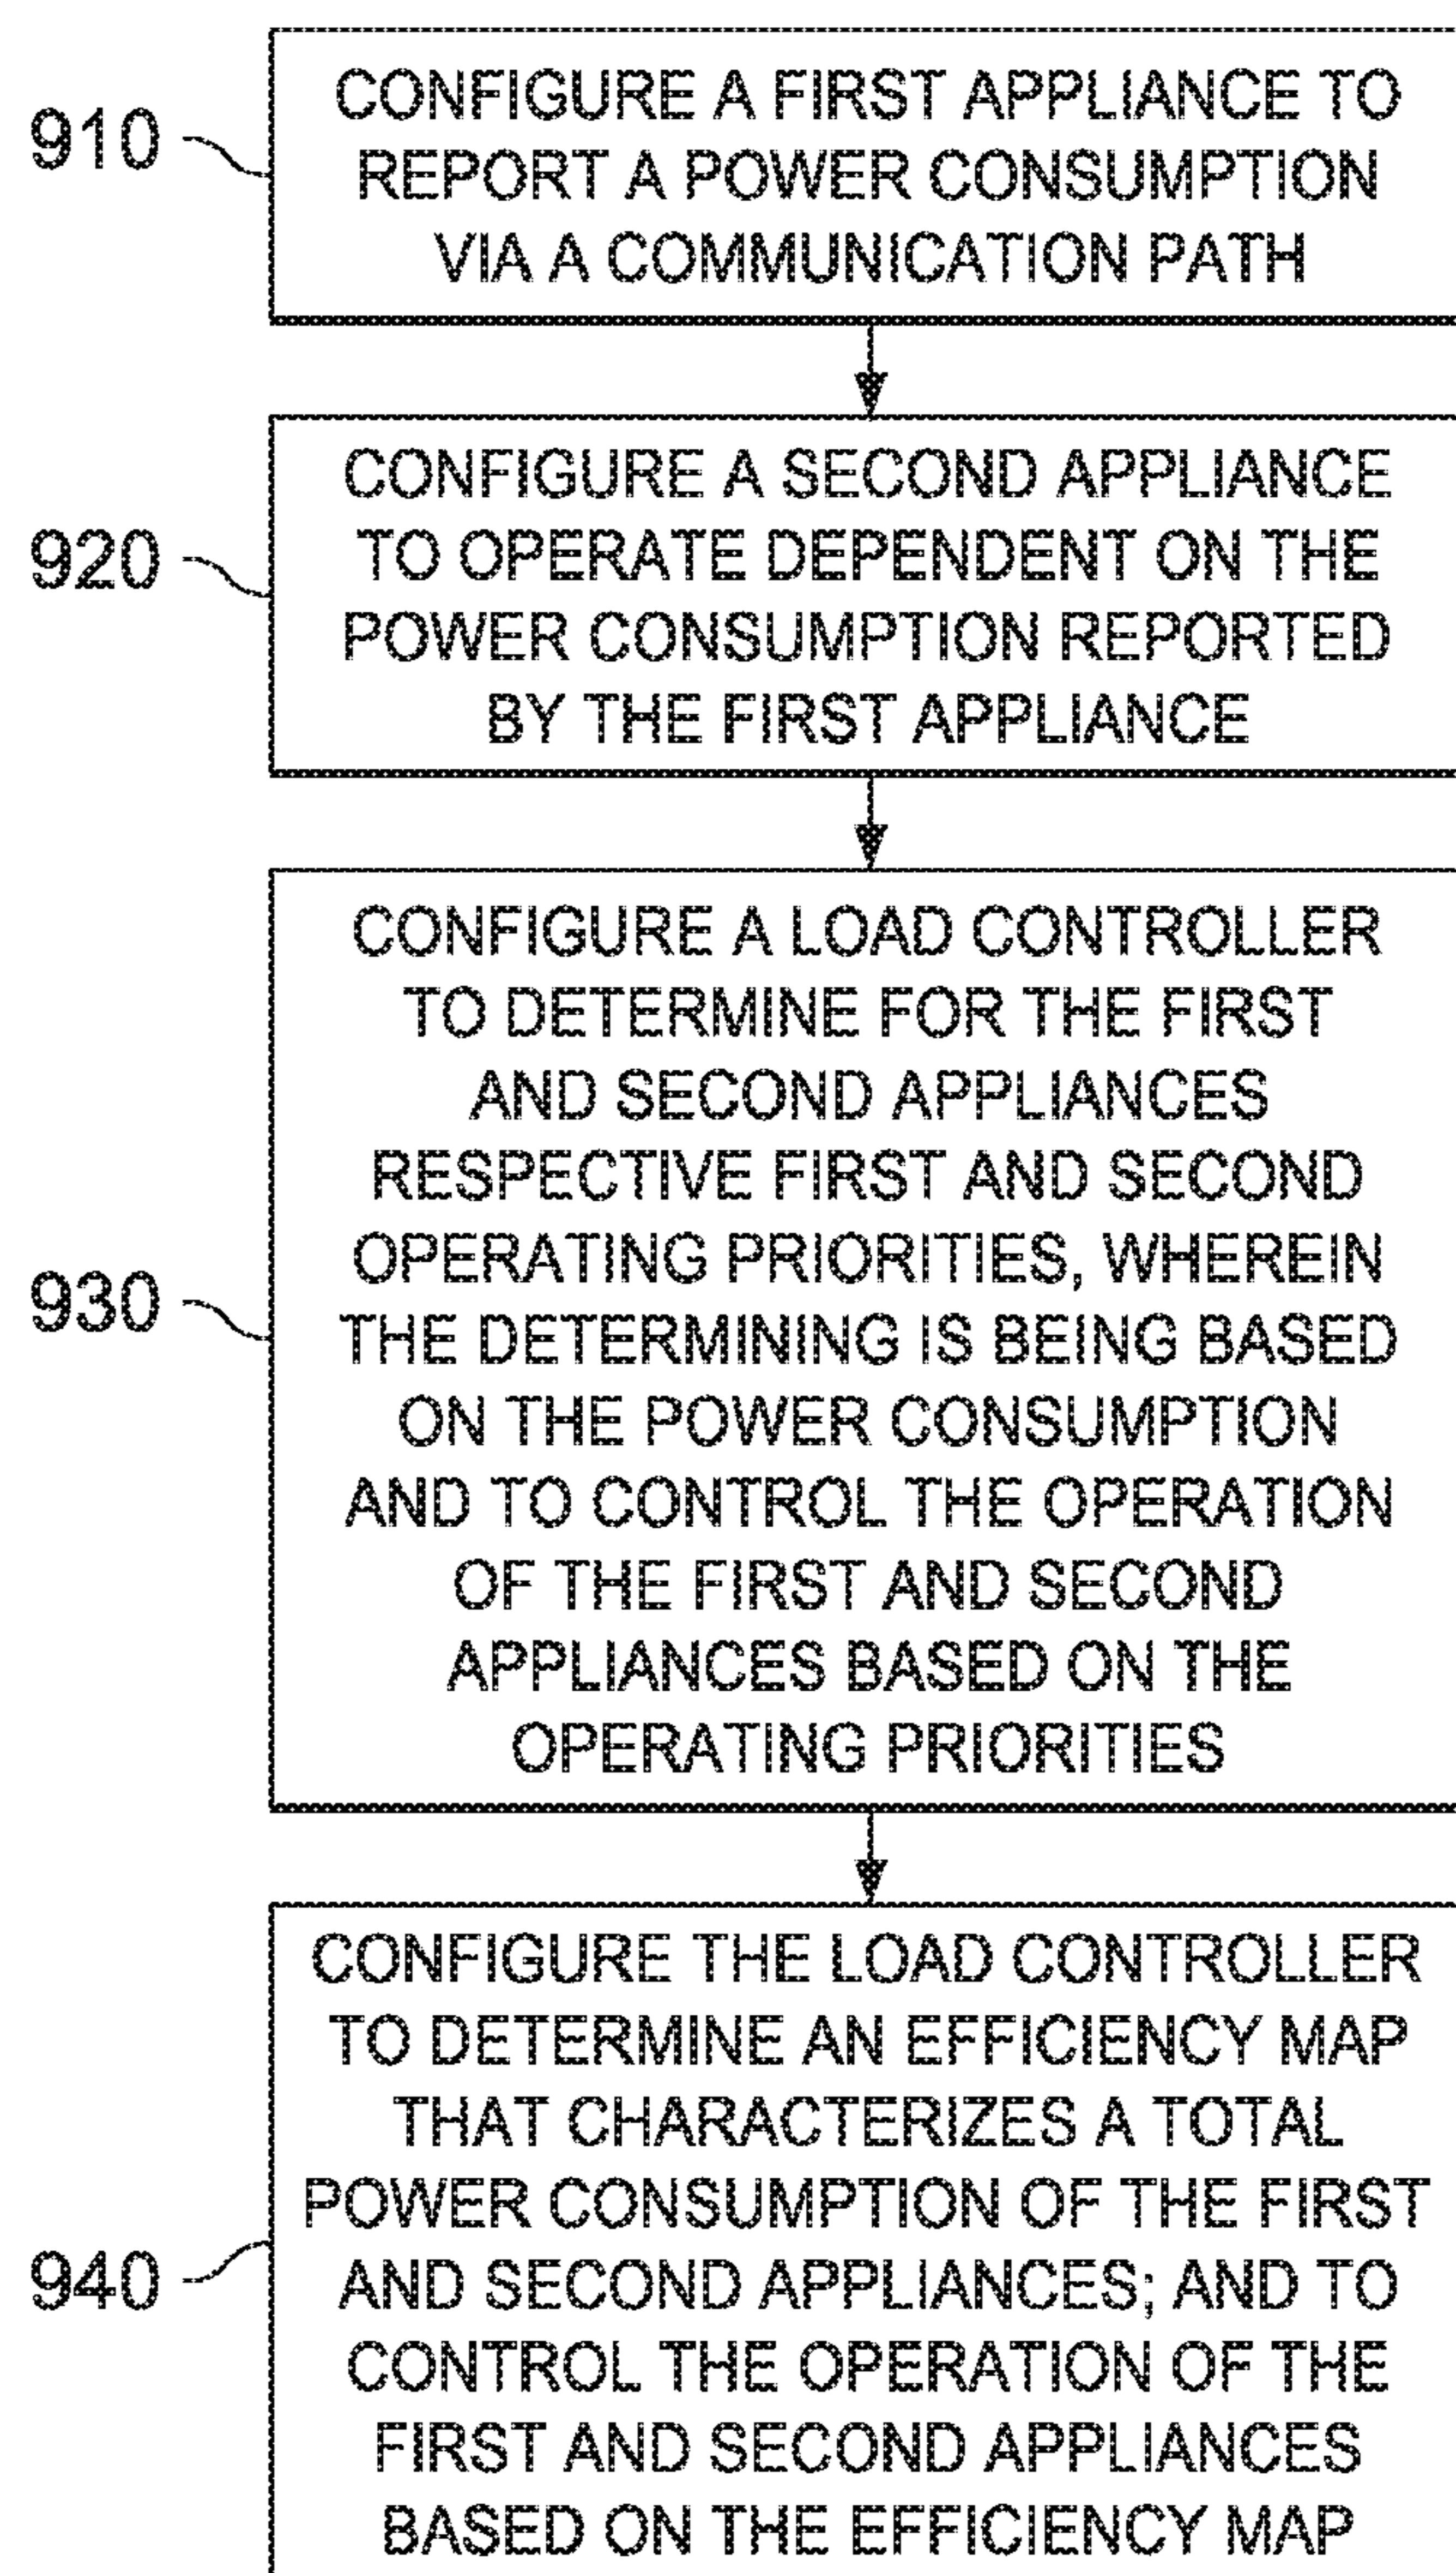 910
CONFIGURE A FIRST APPLIANCE TO
REPORT A POWER CONSUMPTION
VIA A COMMUNICATION PATH
920
CONFIGURE A SECOND APPLIANCE
TO OPERATE DEPENDENT ON THE
POWER CONSUMPTION REPORTED
BY THE FIRST APPLIANCE
930
CONFIGURE A LOAD CONTROLLER
TO DETERMINE FOR THE FIRST
AND SECOND APPLIANCES
RESPECTIVE FIRST AND SECOND
OPERATING PRIORITIES, WHEREIN
THE DETERMINING IS BEING BASED
ON THE POWER CONSUMPTION
AND TO CONTROL THE OPERATION
OF THE FIRST AND SECOND
APPLIANCES BASED ON THE
OPERATING PRIORITIES
940
CONFIGURE THE LOAD CONTROLLER
TO DETERMINE AN EFFICIENCY MAP
THAT CHARACTERIZES A TOTAL
POWER CONSUMPTION OF THE FIRST
AND SECOND APPLIANCES; AND TO
CONTROL THE OPERATION OF THE
FIRST AND SECOND APPLIANCES
BASED ON THE EFFICIENCY MAP